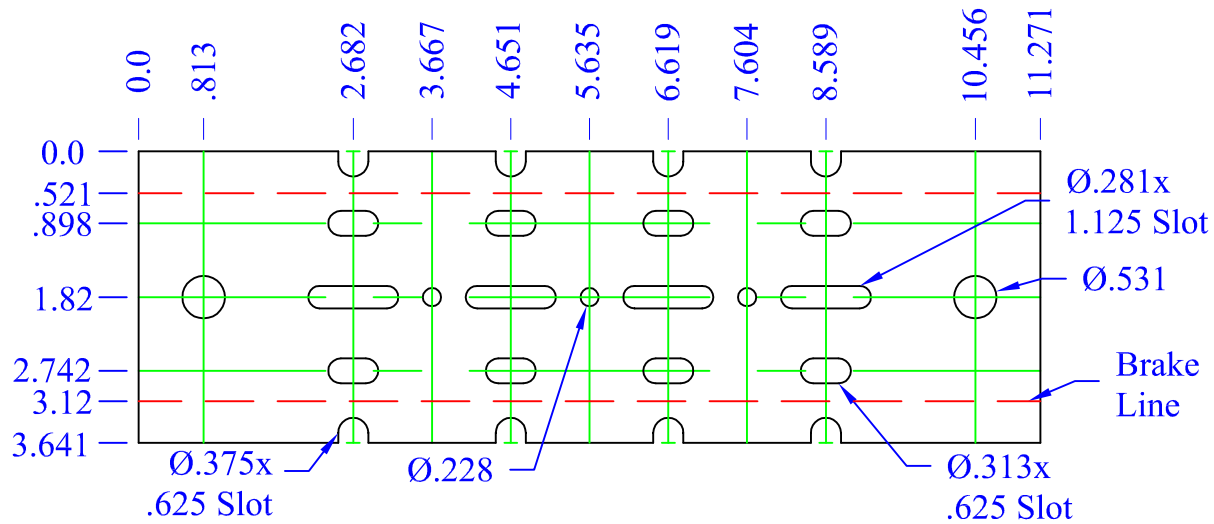 0.0
.813
2.682
3.667
4.651
5.635
6.619
7.604
8.589
10.456
11.271
0.0
.521
.898
1.82
2.742
3.12
3.641
Ø.281x
1.125 Slot
Ø.531
Brake
Line
Ø.375x
.625 Slot
Ø.228
Ø.313x
.625 Slot